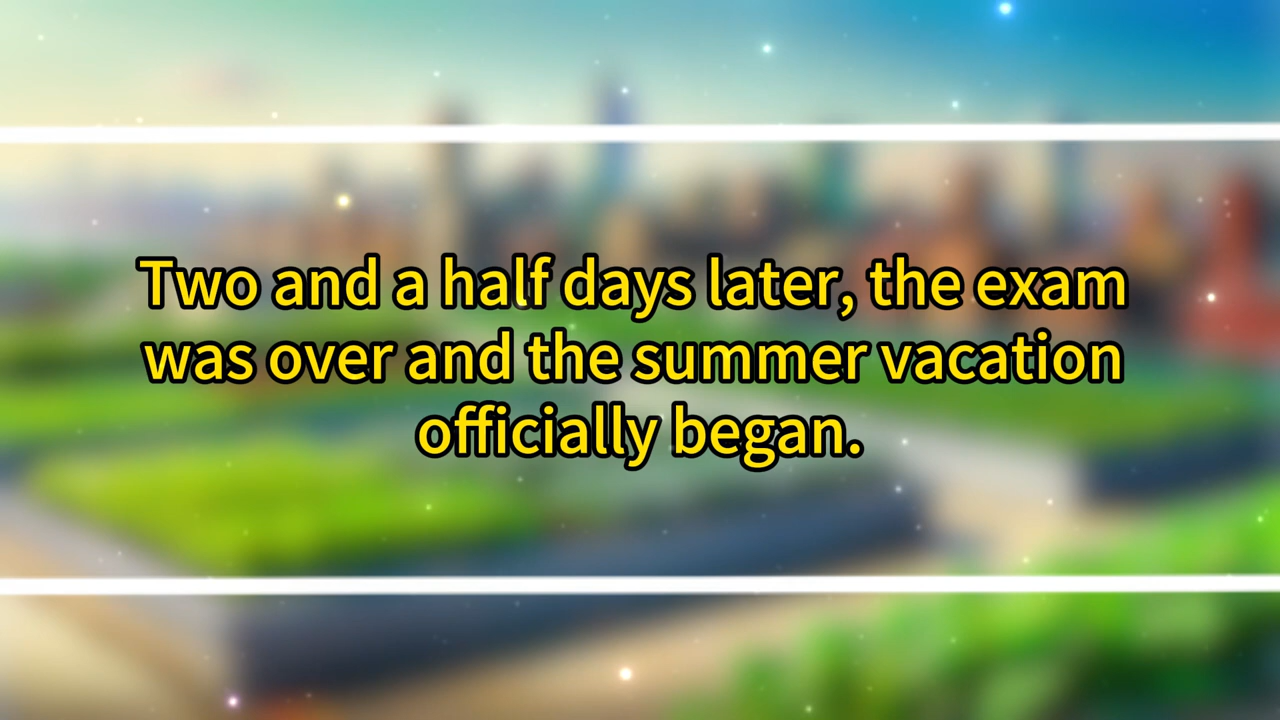 Two and a half days later, the exam
was over and the summer vacation
officially began.